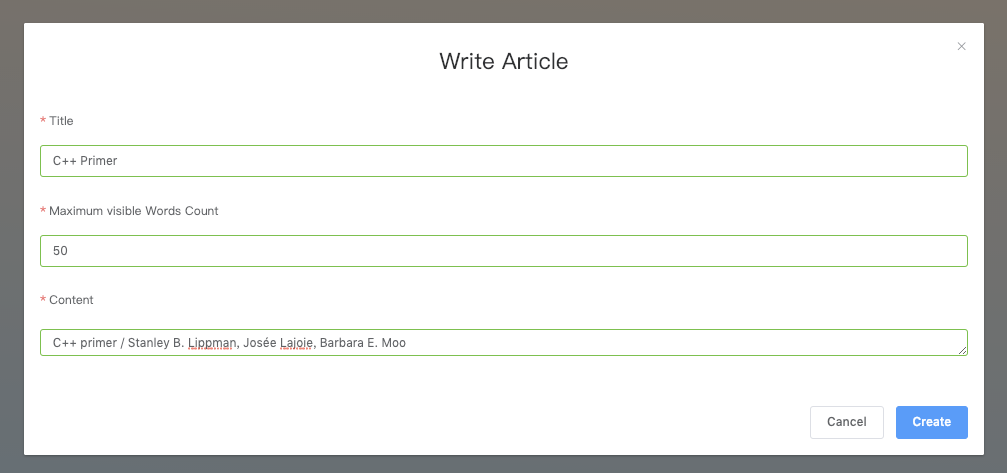 Write Article
* Title
C++ Primer
* Maximum visible Words Count
50
* Content
C++ primer / Stanley B. Lippman, Josée Lajoie, Barbara E. Moo
Cancel
Create